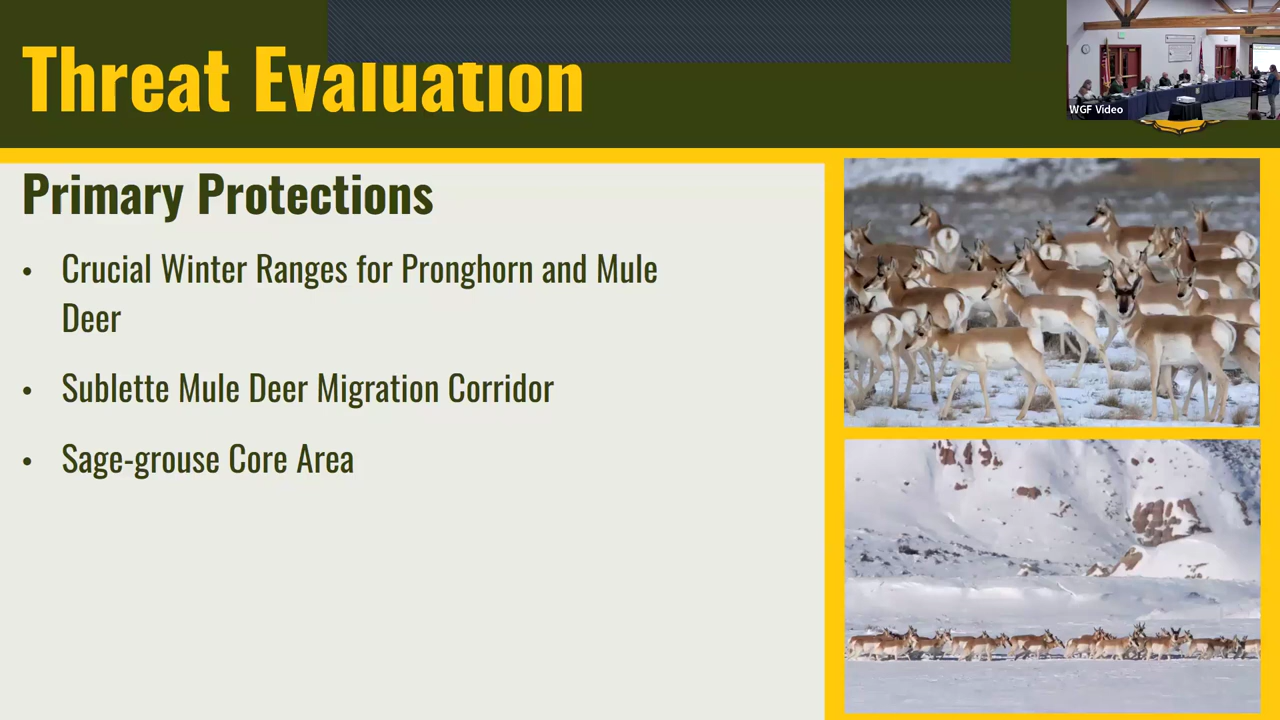 Threat Evaluation
WGF Video
Primary Protections
• Crucial Winter Ranges for Pronghorn and Mule
Deer
• Sublette Mule Deer Migration Corridor
• Sage-grouse Core Area